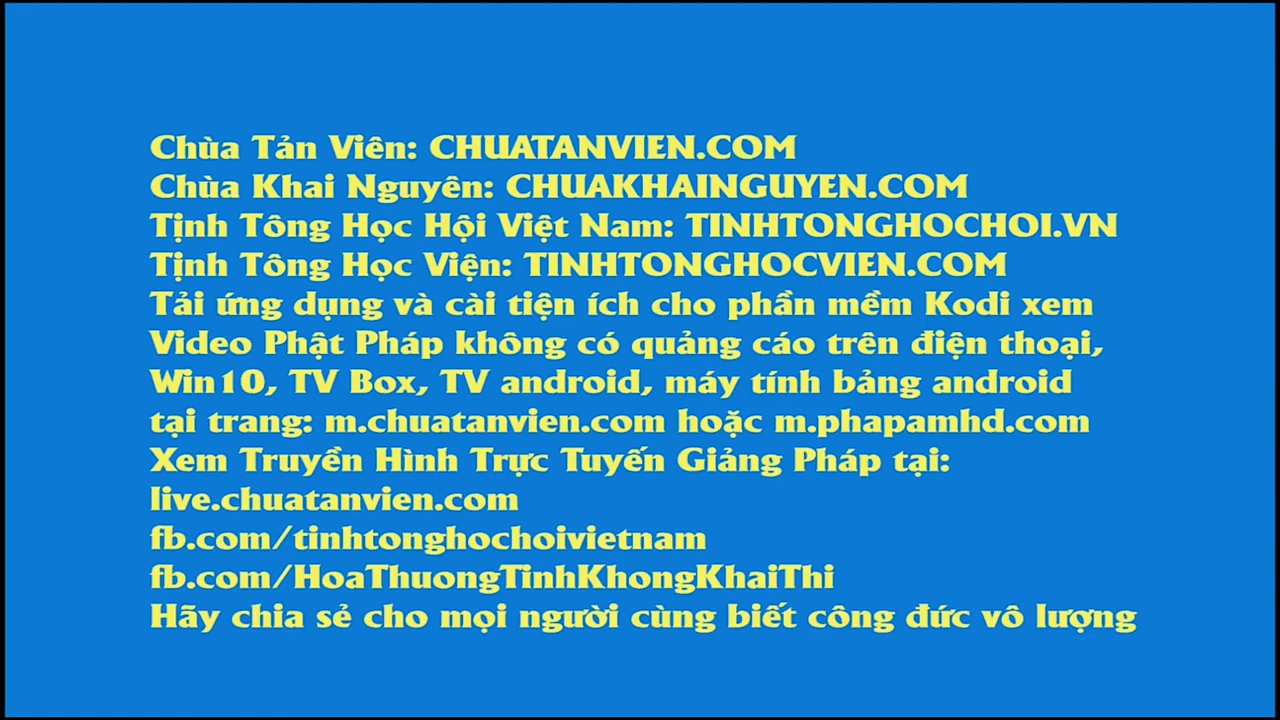 Chùa Tản Viên: CHUATANVIEN.COM
Chùa Khai Nguyên: CHUAKHAINGUYEN.COM
Tịnh Tông Học Hội Việt Nam: TINHTONGHOCHOI.VN
Tịnh Tông Học Viện: TINHTONGHOCVIEN.COM
Tải ứng dụng và cài tiện ích cho phần mềm Kodi xem
Video Phật Pháp không có quảng cáo trên điện thoại,
Win10, TV Box, TV android, máy tính bảng android
tại trang: m.chuatanvien.com hoặc m.phapamhd.com
Xem Truyền Hình Trực Tuyến Giảng Pháp tại:
live.chuatanvien.com
fb.com/tinhtonghochoivietnam
fb.com/HoaThuongTinhKhongKhaiThi
Hãy chia sẻ cho mọi người cùng biết công đức vô lượng